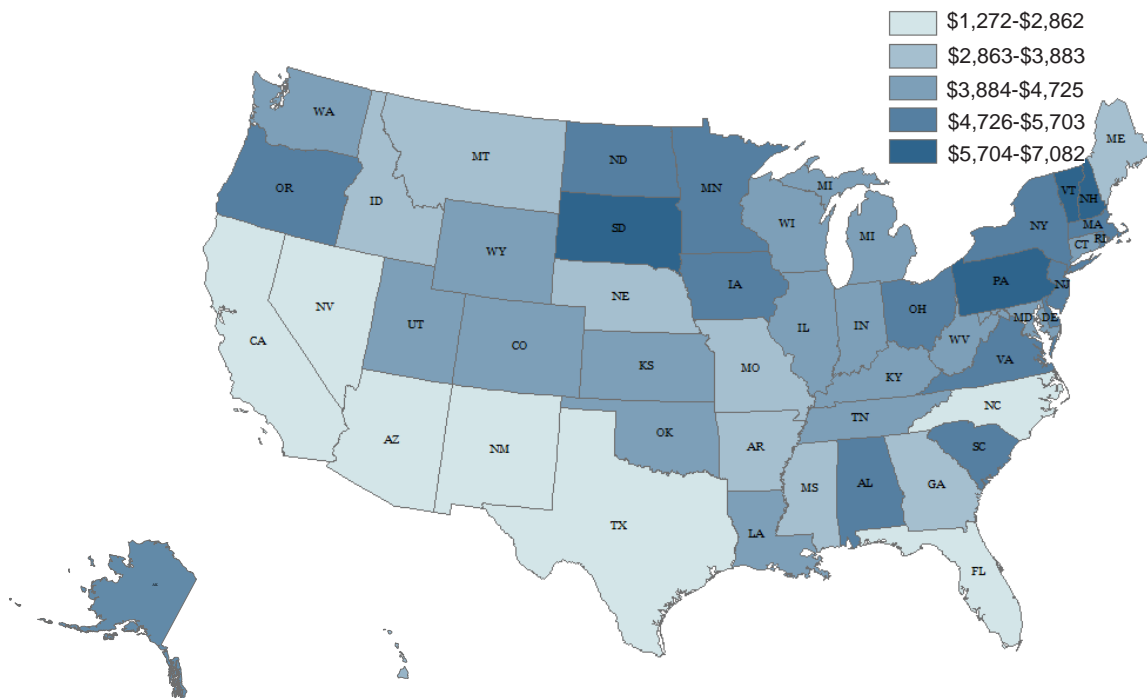 $1,272-$2,862
$2,863-$3,883
$3,884-$4,725
$4,726-$5,703
$5,704-$7,082
WA
MT
ND
MN
ME
OR
ID
SD
WI
MI
MI
VT
NH
NY
MA
CT
RI
WY
NE
IA
PA
NJ
NV
UT
CO
IL
IN
OH
MD
DE
WV
VA
CA
KS
MO
KY
AZ
NM
OK
AR
TN
NC
SC
MS
AL
GA
TX
LA
FL